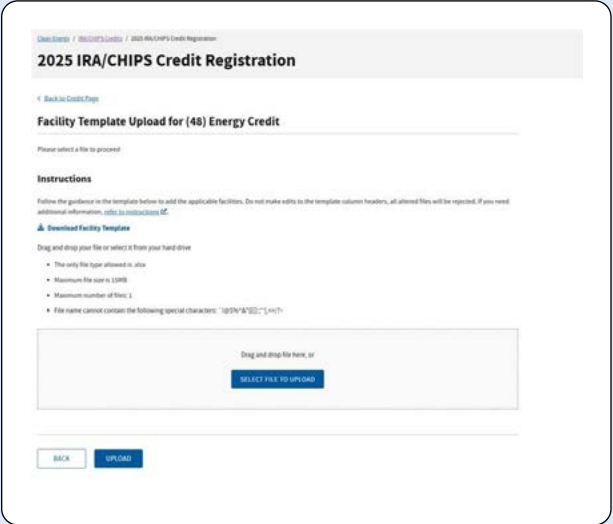 Clean Energy / IRA/CHIPS Credits / 2025 IRA/CHIPS Credit Registration
2025 IRA/CHIPS Credit Registration
< Back to Credit Page
Facility Template Upload for (48) Energy Credit
Please select a file to proceed
Instructions
Follow the guidance in the template below to add the applicable facilities. Do not make edits to the template column headers, all altered files will be rejected. If you need
additional information, refer to instructions
Download Facility Template
Drag and drop your file or select it from your hard drive
• The only file type allowed is .xlsx
• Maximum file size is 15MB
• Maximum number of files: 1
• File name cannot contain the following special characters:
Drag and drop file here, or
SELECT FILE TO UPLOAD
BACK
UPLOAD